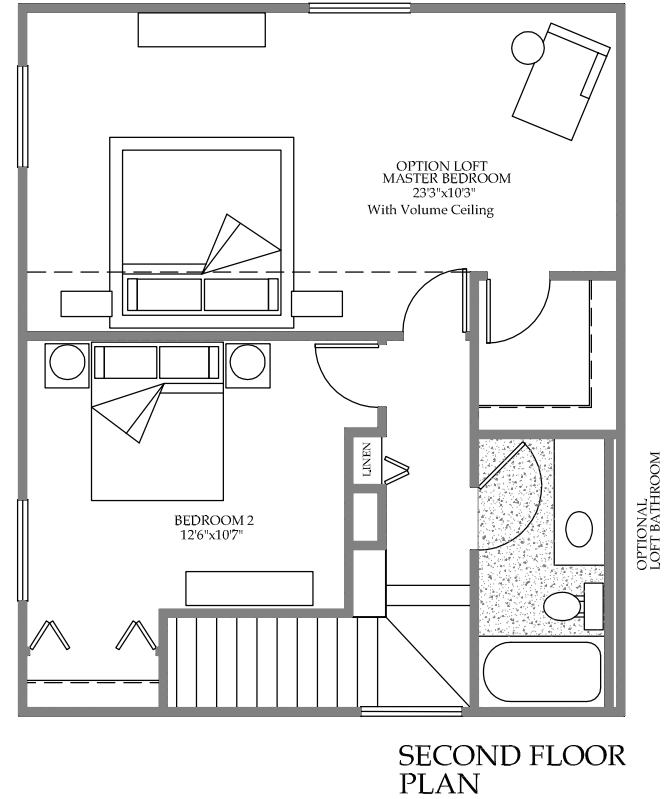 OPTION LOFT
MASTER BEDROOM
23'3"x10'3"
With Volume Ceiling
LINEN
BEDROOM 2
12'6"x10'7"
OPTIONAL
LOFT BATHROOM
SECOND FLOOR
PLAN